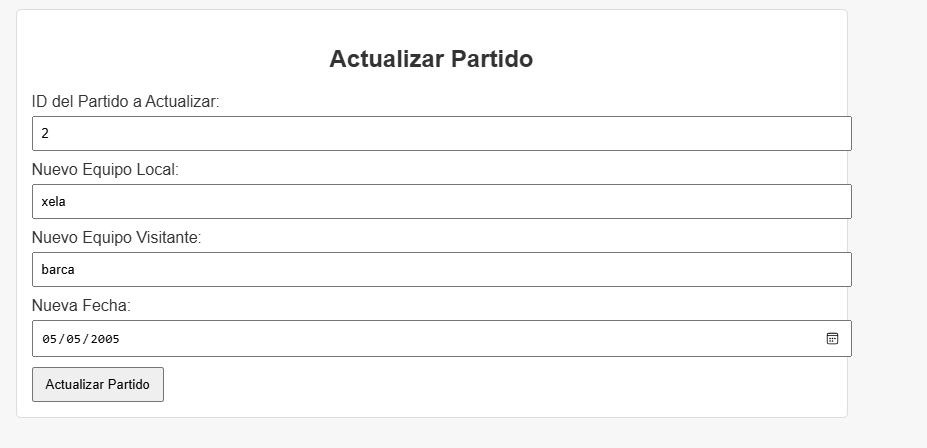 Actualizar Partido
ID del Partido a Actualizar:
2
Nuevo Equipo Local:
xela
Nuevo Equipo Visitante:
barca
Nueva Fecha:
05/05/2005
Actualizar Partido